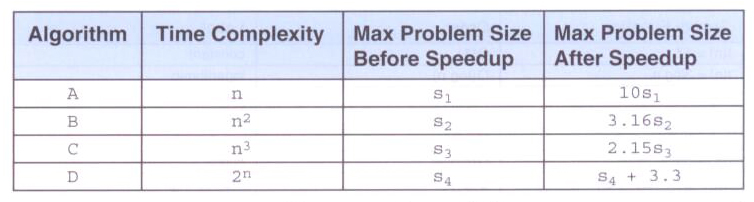 Algorithm Time Complexity Max Problem Size Before Speedup Max Problem Size After Speedup
A n s₁ 10s₁
B n² s₂ 3.16s₂
C n³ s₃ 2.15s₃
D 2ⁿ s₄ s₄ + 3.3